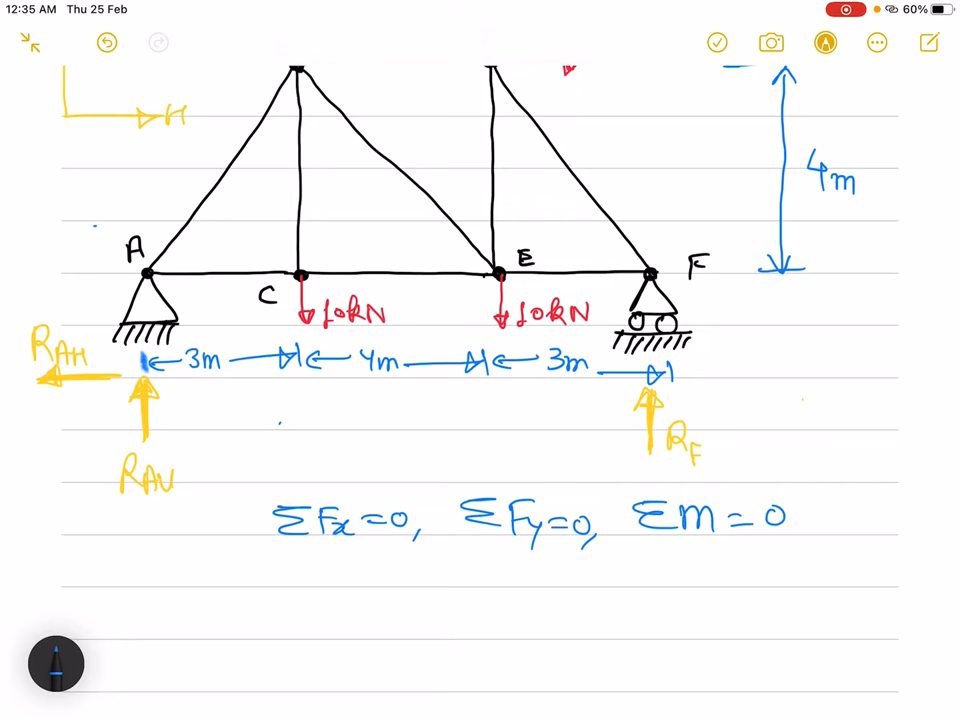 12:35 AM Thu 25 Feb
60%
H
4m
A
E
F
C
10kN
10kN
RAH
3m
4m
3m
RAV
RF
ΣFx=0, ΣFy=0, Σm=0